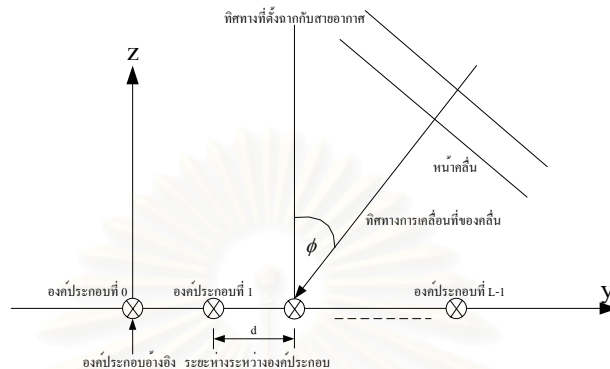 ทิศทางที่ตั้งฉากกับสายอากาศ
Z
หน้าคลื่น
ทิศทางการเคลื่อนที่ของคลื่น
ϕ
องค์ประกอบที่ 0
องค์ประกอบที่ 1
องค์ประกอบที่ L-1
y
d
องค์ประกอบอ้างอิง
ระยะห่างระหว่างองค์ประกอบ